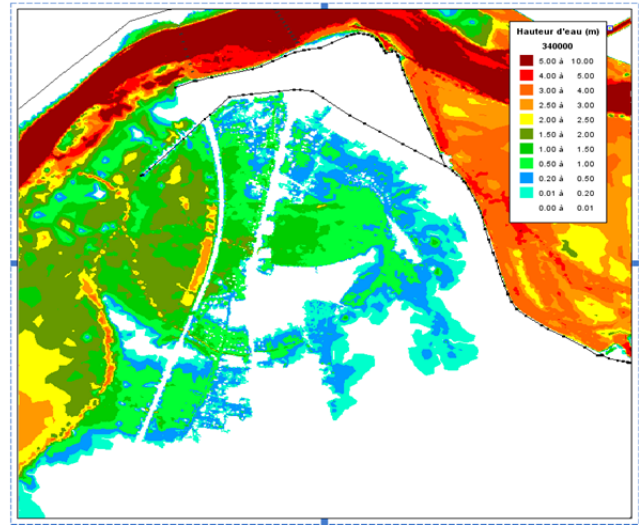 Hauteur d'eau (m)
340000
5.00 à 10.00
4.00 à 5.00
3.00 à 4.00
2.50 à 3.00
2.00 à 2.50
1.50 à 2.00
1.00 à 1.50
0.50 à 1.00
0.20 à 0.50
0.01 à 0.20
0.00 à 0.01